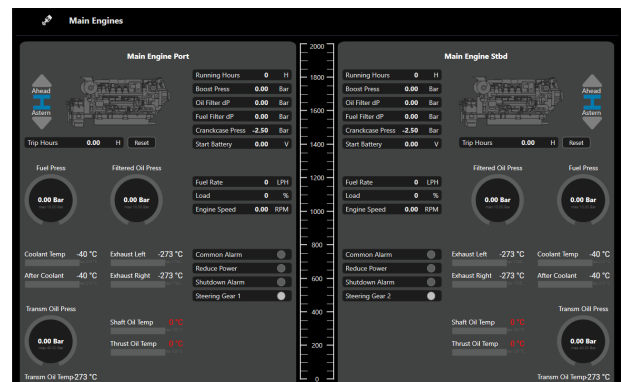 Main Engines
Main Engine Port
Ahead
Astern
Trip Hours 0.00 H Reset
Running Hours 0 H
Boost Press 0.00 Bar
Oil Filter dP 0.00 Bar
Fuel Filter dP 0.00 Bar
Cranckcase Press -2.50 Bar
Start Battery 0.00 V
Fuel Press
Filtered Oil Press
0.00 Bar
0.00 Bar
Fuel Rate 0 LPH
Load 0 %
Engine Speed 0.00 RPM
Coolant Temp -40 °C
Exhaust Left -273 °C
After Coolant -40 °C
Exhaust Right -273 °C
Common Alarm
Reduce Power
Shutdown Alarm
Steering Gear 1
Transm Oill Press
0.00 Bar
Shaft Oil Temp 0 °C
Thrust Oil Temp 0 °C
Transm Oil Temp-273 °C
2000
1800
1600
1400
1200
1000
800
600
400
200
0
Main Engine Stbd
Running Hours 0 H
Boost Press 0.00 Bar
Oil Filter dP 0.00 Bar
Fuel Filter dP 0.00 Bar
Cranckcase Press -2.50 Bar
Start Battery 0.00 V
Ahead
Astern
Trip Hours 0.00 H Reset
Fuel Rate 0 LPH
Load 0 %
Engine Speed 0.00 RPM
Filtered Oil Press
Fuel Press
0.00 Bar
0.00 Bar
Common Alarm
Reduce Power
Shutdown Alarm
Steering Gear 2
Exhaust Left -273 °C
Coolant Temp -40 °C
Exhaust Right -273 °C
After Coolant -40 °C
Transm Oill Press
Shaft Oil Temp 0 °C
Thrust Oil Temp 0 °C
0.00 Bar
Transm Oil Temp-273 °C